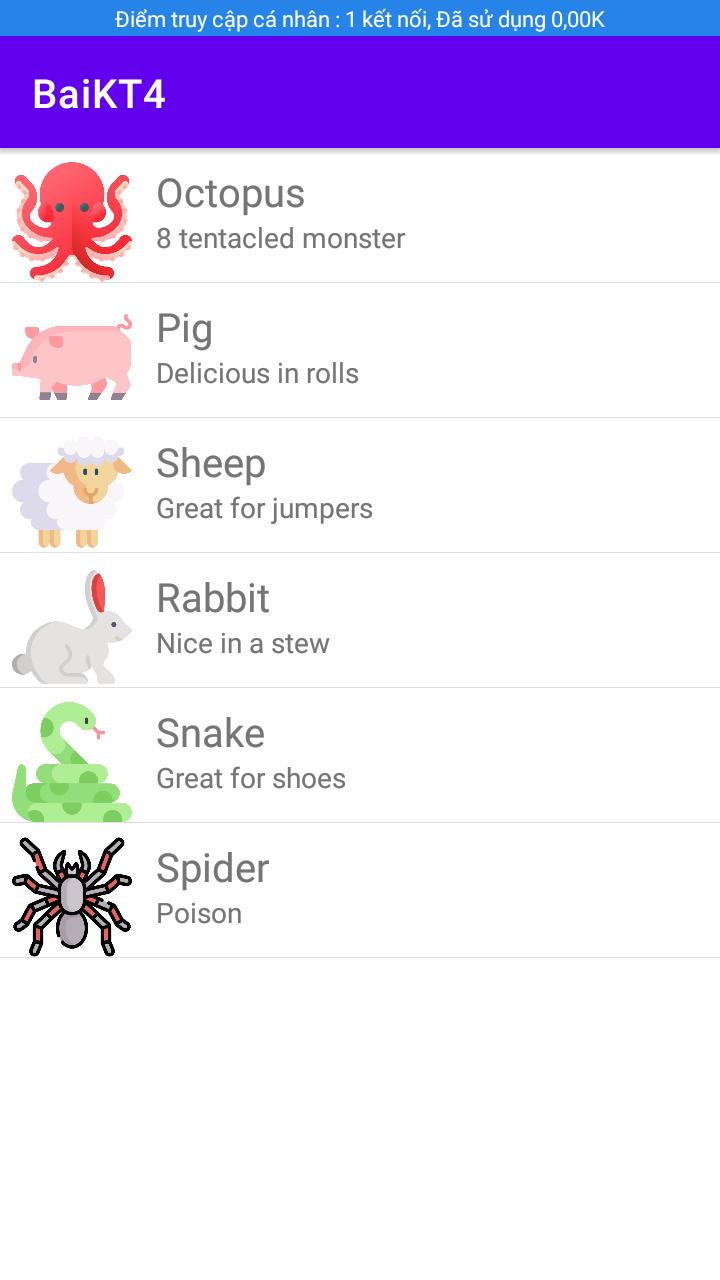 Điểm truy cập cá nhân : 1 kết nối, Đã sử dụng 0,00K
BaiKT4
Octopus
8 tentacled monster
Pig
Delicious in rolls
Sheep
Great for jumpers
Rabbit
Nice in a stew
Snake
Great for shoes
Spider
Poison